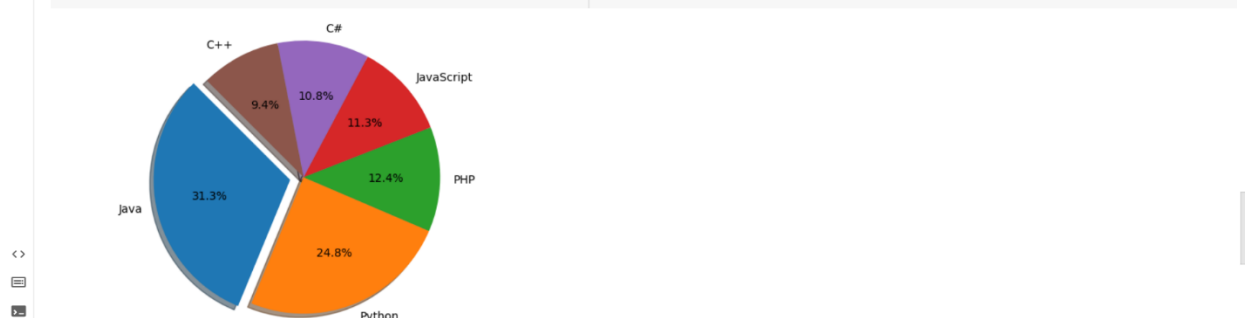 C#
C++
JavaScript
9.4%
10.8%
11.3%
12.4%
PHP
31.3%
Java
24.8%
Python